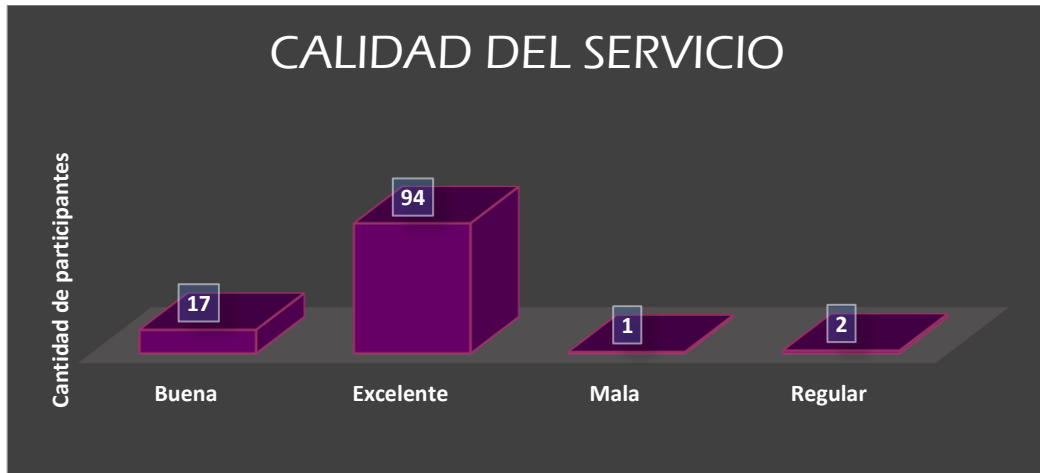 CALIDAD DEL SERVICIO
Cantidad de participantes
17
94
1
2
Buena
Excelente
Mala
Regular